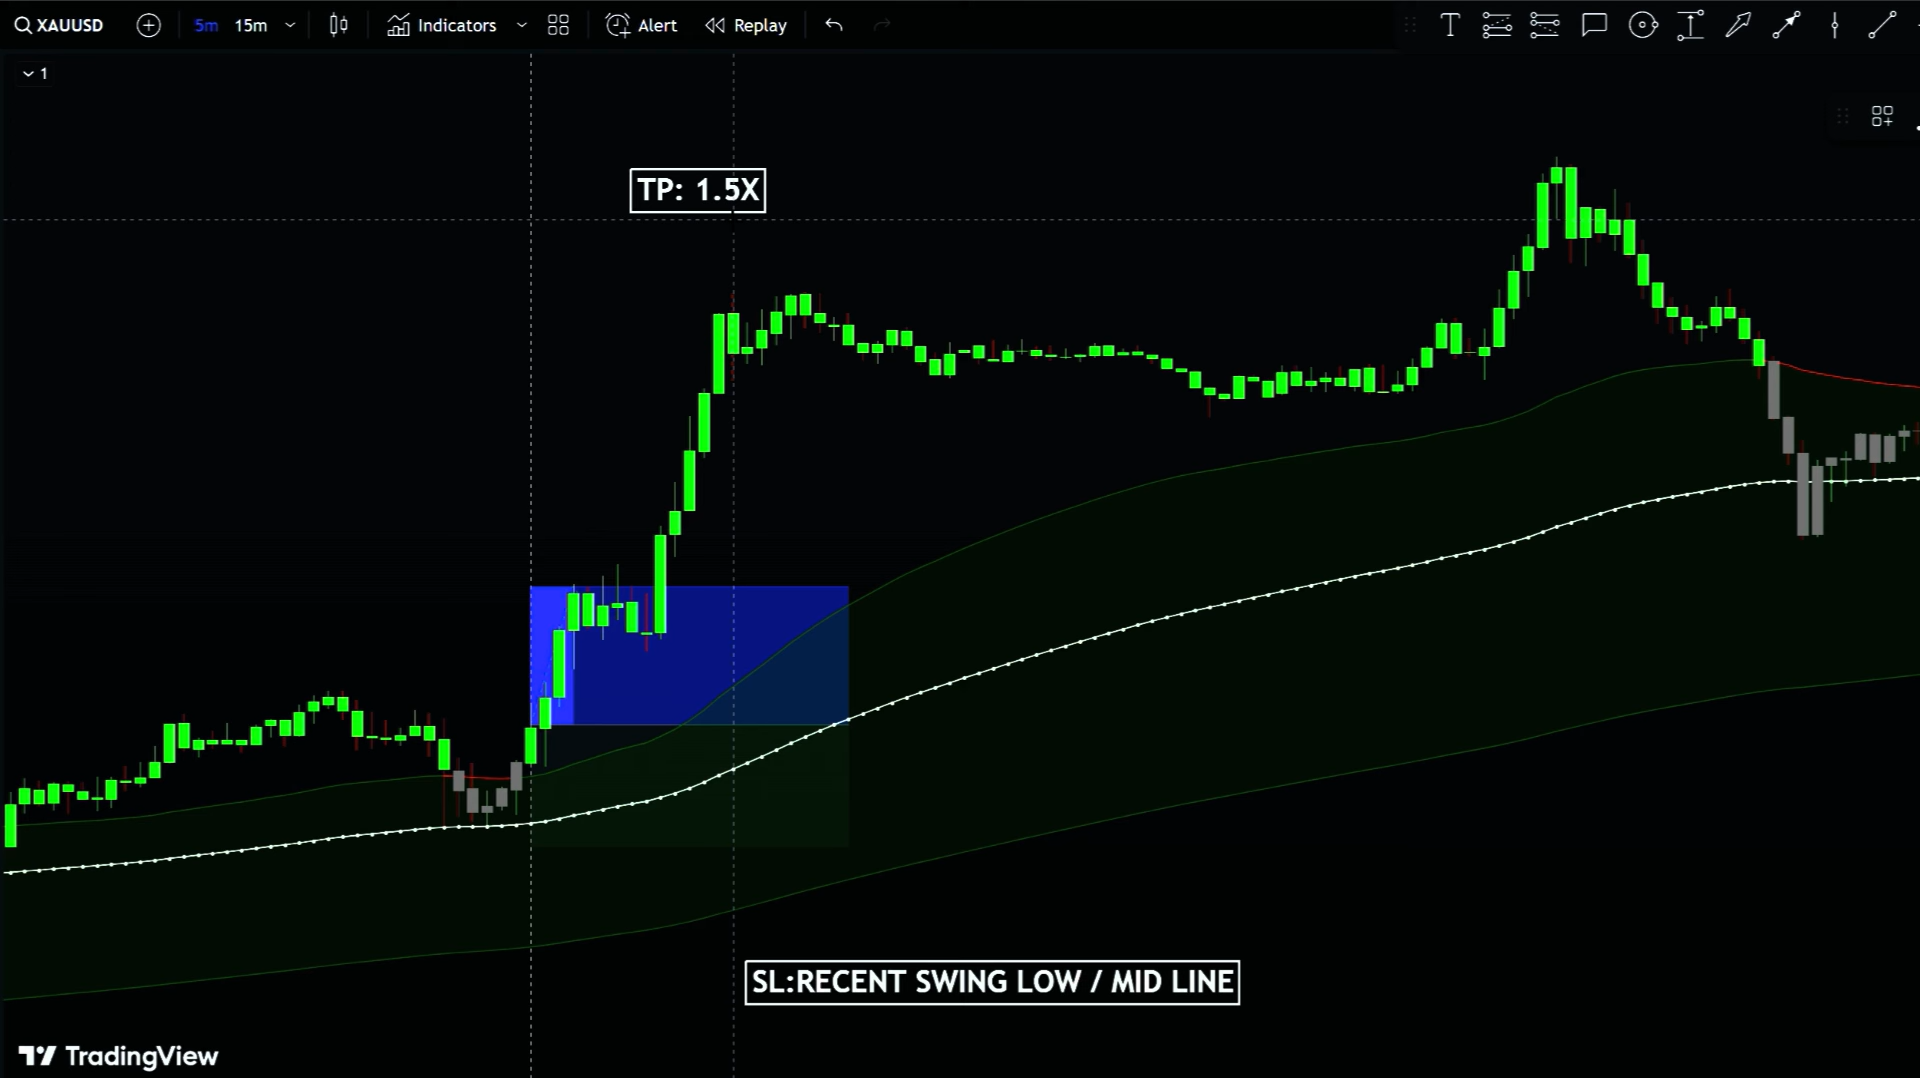 XAUUSD 5m 15m Indicators Alert Replay
1
TP: 1.5X
SL:RECENT SWING LOW / MID LINE
TradingView